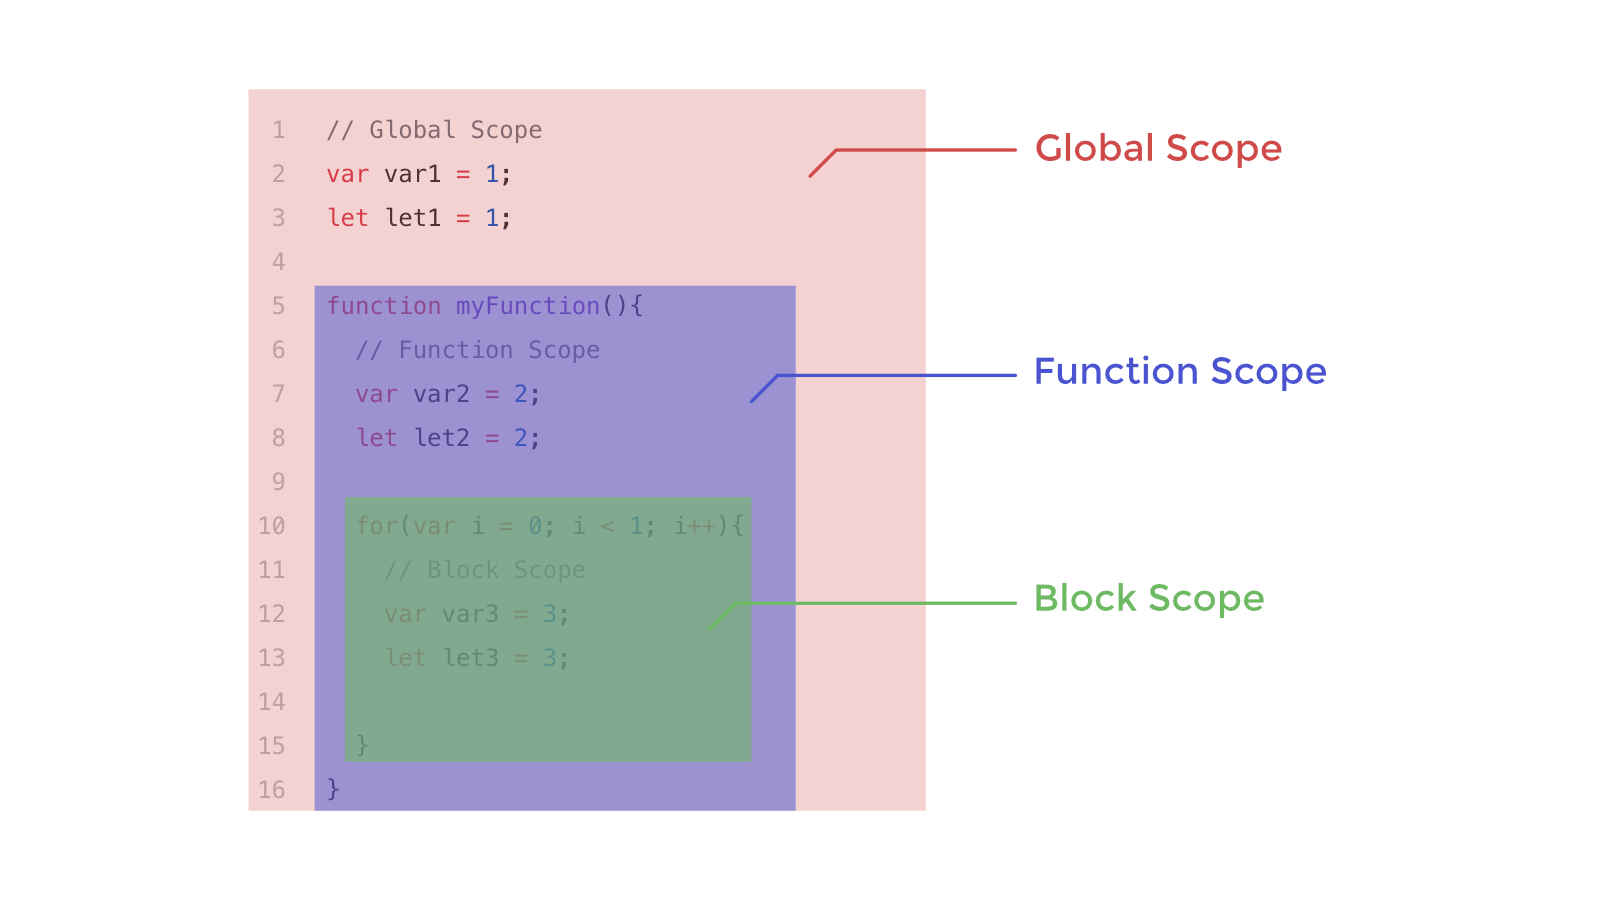 1 // Global Scope
2 var var1 = 1;
3 let let1 = 1;
4
5 function myFunction(){
6 // Function Scope
7 var var2 = 2;
8 let let2 = 2;
9
10 for(var i = 0; i < 1; i++){
11 // Block Scope
12 var var3 = 3;
13 let let3 = 3;
14
15 }
16 }
Global Scope
Function Scope
Block Scope